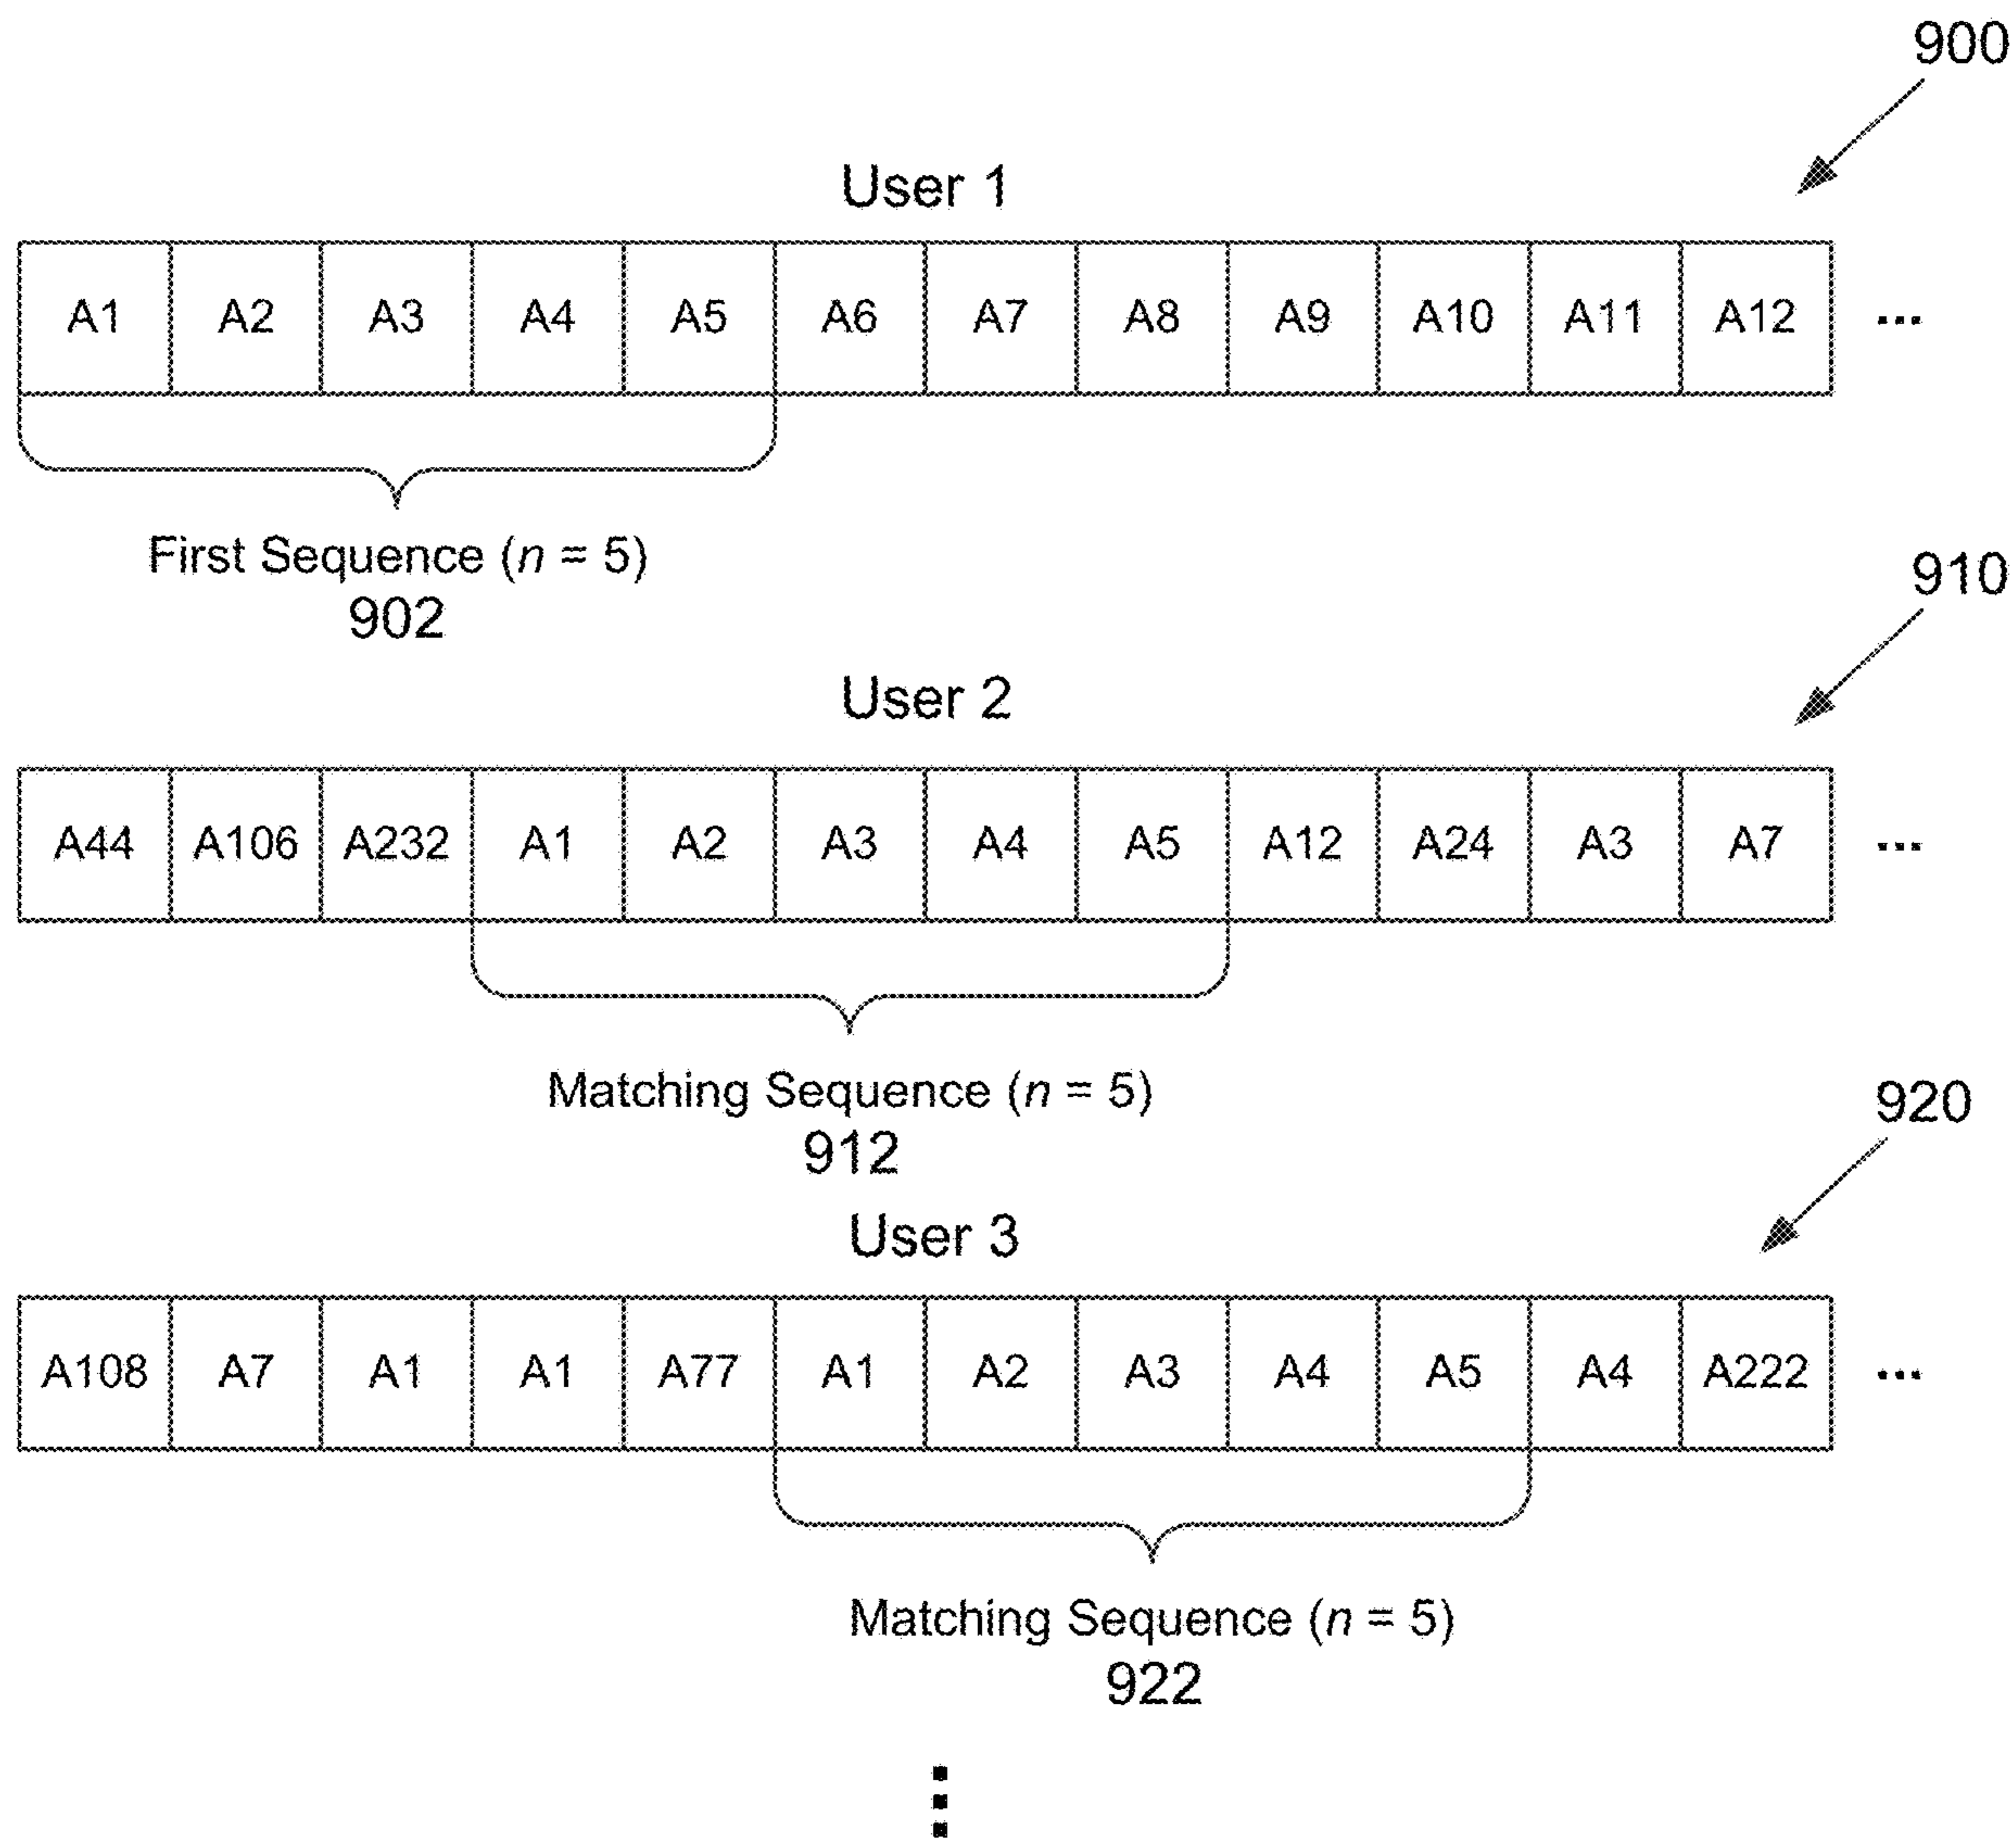 900
User 1
A1 A2 A3 A4 A5 A6 A7 A8 A9 A10 A11 A12 ...
First Sequence (n = 5)
902
910
User 2
A44 A106 A232 A1 A2 A3 A4 A5 A12 A24 A3 A7 ...
Matching Sequence (n = 5)
912
920
User 3
A108 A7 A1 A1 A77 A1 A2 A3 A4 A5 A4 A222 ...
Matching Sequence (n = 5)
922